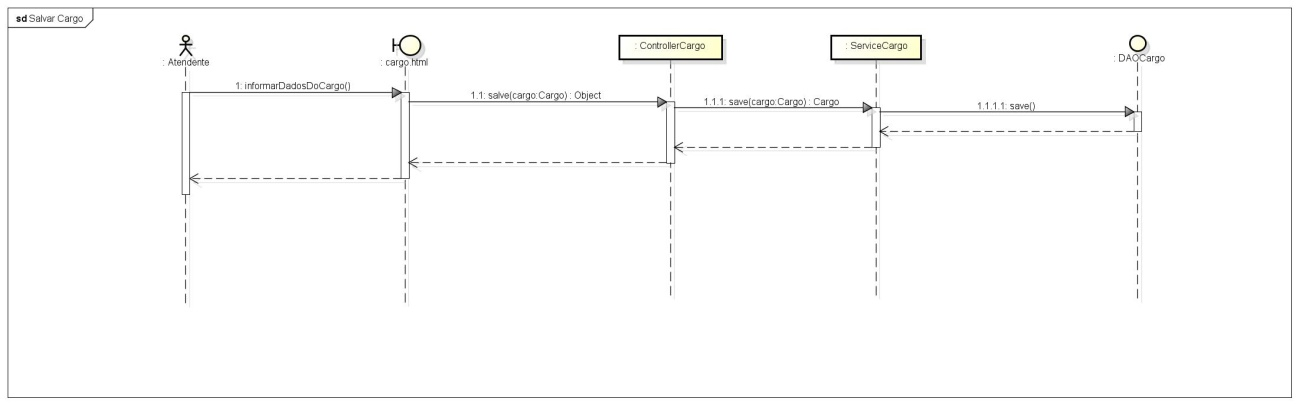 sd Salvar Cargo
: Atendente
: cargo.html
: ControllerCargo
: ServiceCargo
: DAOCargo
1: informarDadosDoCargo()
1.1: salve(cargo:Cargo) : Object
1.1.1: save(cargo:Cargo) : Cargo
1.1.1.1: save()